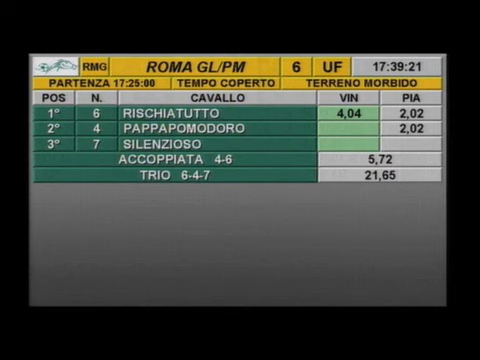 RMG ROMA GL/PM 6 UF 17:39:21
PARTENZA 17:25:00 TEMPO COPERTO TERRENO MORBIDO
POS N. CAVALLO VIN PIA
1° 6 RISCHIATUTTO 4,04 2,02
2° 4 PAPPAPOMODORO 2,02
3° 7 SILENZIOSO
ACCOPPIATA 4-6 5,72
TRIO 6-4-7 21,65